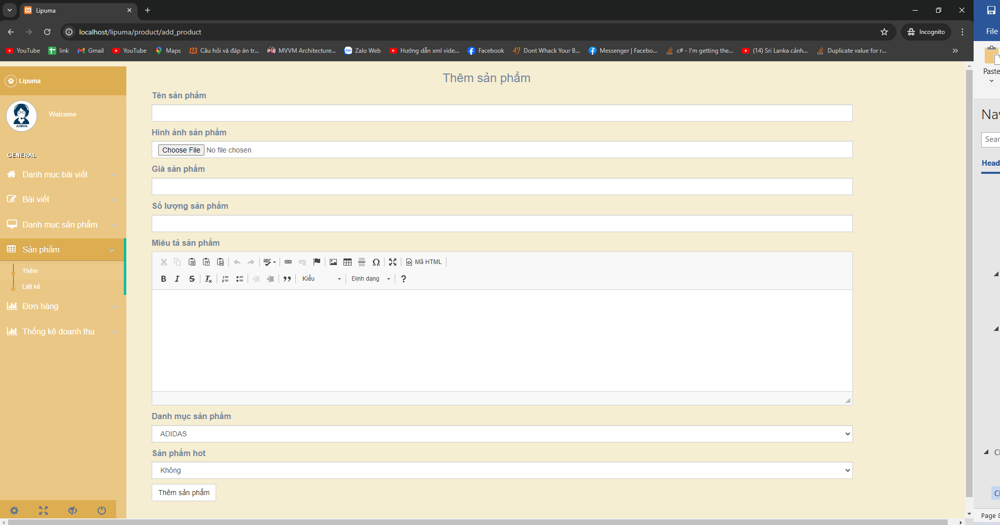 Lipuma
localhost/lipuma/product/add_product
Incognito
File
YouTube
link
Gmail
YouTube
Maps
Câu hỏi và đáp án tr...
MVVM Architecture...
Zalo Web
Hướng dẫn xml vide...
Facebook
Dont Whack Your B...
Messenger | Facebo...
c# - I'm getting the...
(14) Sri Lanka cảnh...
Duplicate value for r...
Paste
Lipuma
ADMIN
Welcome
GENERAL
Danh mục bài viết
Bài viết
Danh mục sản phẩm
Sản phẩm
Thêm
Liệt kê
Đơn hàng
Thống kê doanh thu
Thêm sản phẩm
Tên sản phẩm
Hình ảnh sản phẩm
Choose File No file chosen
Giá sản phẩm
Số lượng sản phẩm
Miêu tả sản phẩm
Mã HTML
Kiểu
Định dạng
Danh mục sản phẩm
ADIDAS
Sản phẩm hot
Không
Thêm sản phẩm
Nav
Sear
Head
Page 8